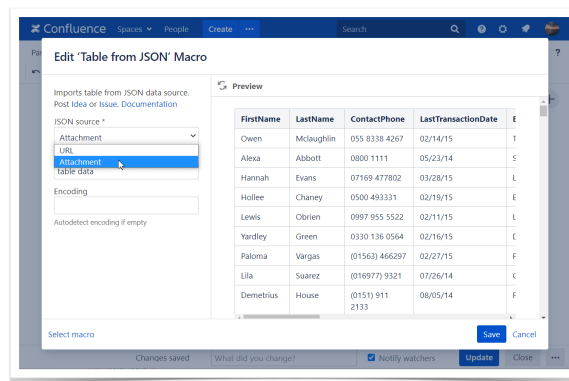 Confluence Spaces People Create ... Search
Pa
?
Edit ‘Table from JSON’ Macro
Imports table from JSON data source.
Post Idea or Issue. Documentation
JSON source *
Attachment
URL
Attachment
table data
Encoding
Autodetect encoding if empty
Preview
FirstName LastName ContactPhone LastTransactionDate E
Owen Mclaughlin 055 8338 4267 02/14/15 T
Alexa Abbott 0800 1111 05/23/14 S
Hannah Evans 07169 477802 03/28/15 L
Hollee Chaney 0500 493331 02/19/15 E
Lewis Obrien 0997 955 5522 02/11/15 L
Yardley Green 0330 136 0564 02/16/15
Paloma Vargas (01563) 466297 02/27/15
Lila Suarez (016977) 9321 07/26/14
Demetrius House (0151) 911 08/05/14
2133
Select macro Save Cancel
Changes saved What did you change? Notify watchers Update Close ...